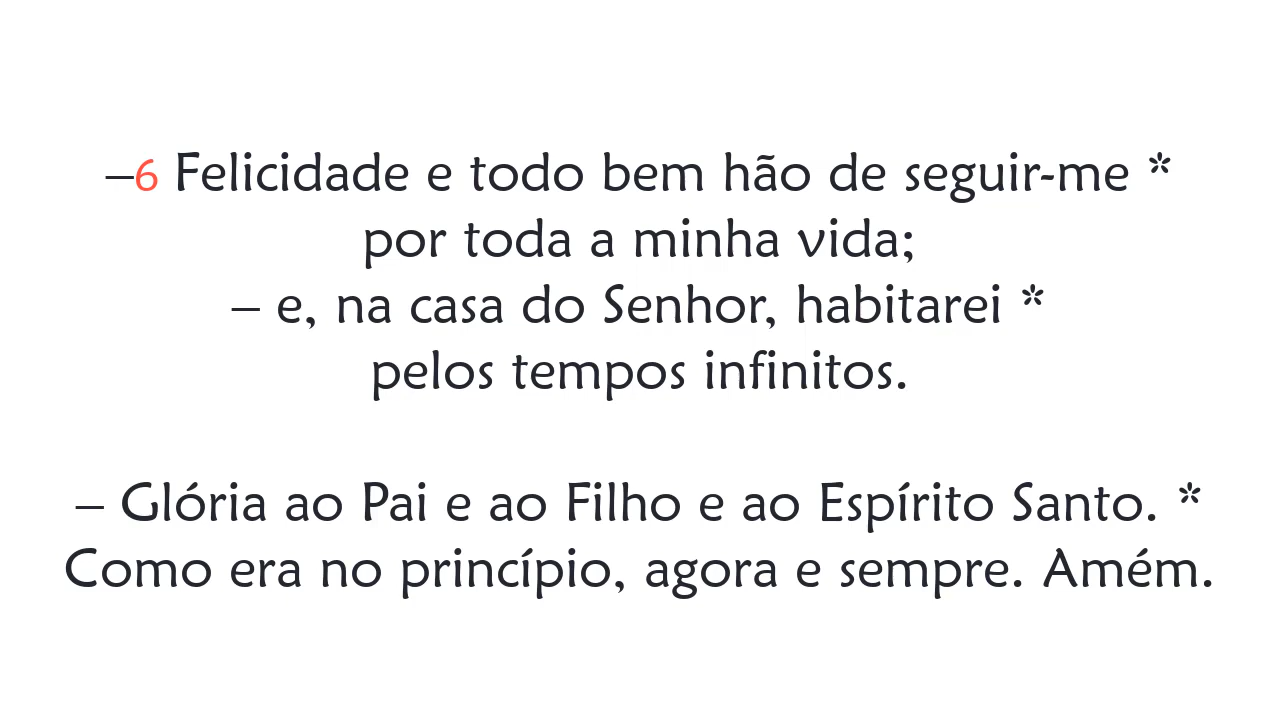 –6 Felicidade e todo bem hão de seguir-me *
por toda a minha vida;
– e, na casa do Senhor, habitarei *
pelos tempos infinitos.
– Glória ao Pai e ao Filho e ao Espírito Santo. *
Como era no princípio, agora e sempre. Amém.